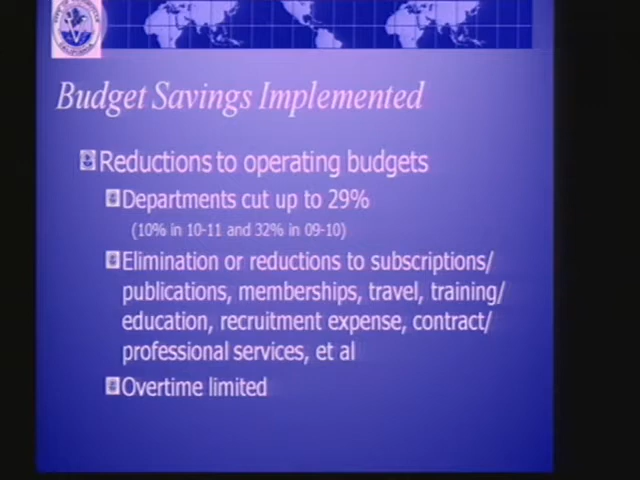 CALIFORNIA
Budget Savings Implemented
Reductions to operating budgets
Departments cut up to 29%
(10% in 10-11 and 32% in 09-10)
Elimination or reductions to subscriptions/
publications, memberships, travel, training/
education, recruitment expense, contract/
professional services, et al
Overtime limited